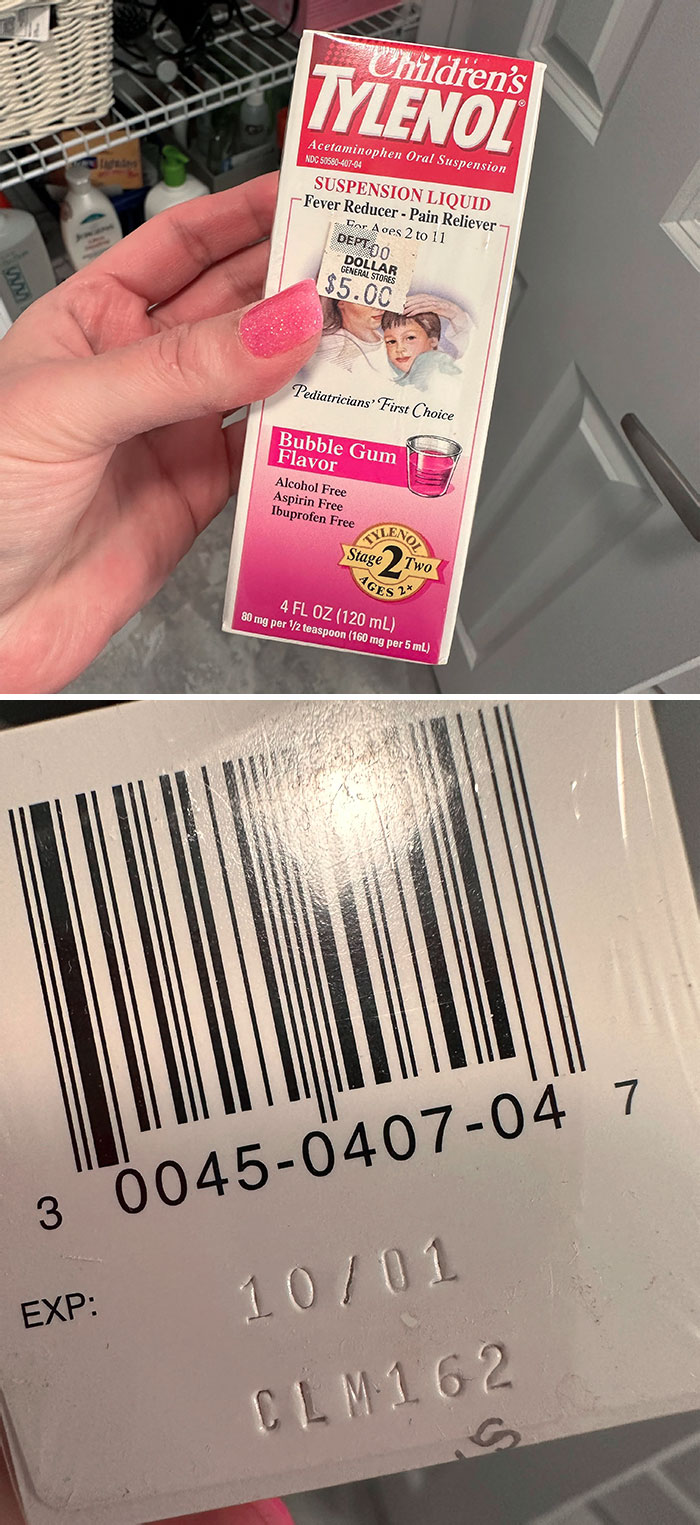 Children's
TYLENOL®
Acetaminophen Oral Suspension
NDC 50580-407-04
SUSPENSION LIQUID
Fever Reducer - Pain Reliever
For Ages 2 to 11
DEPT 00
DOLLAR
GENERAL STORES
$5.00
Pediatricians' First Choice
Bubble Gum
Flavor
Alcohol Free
Aspirin Free
Ibuprofen Free
TYLENOL
Stage 2 Two
AGES 2+
4 FL OZ (120 mL)
80 mg per 1/2 teaspoon (160 mg per 5 mL)
3 0045-0407-04 7
EXP: 10/01
CLM162